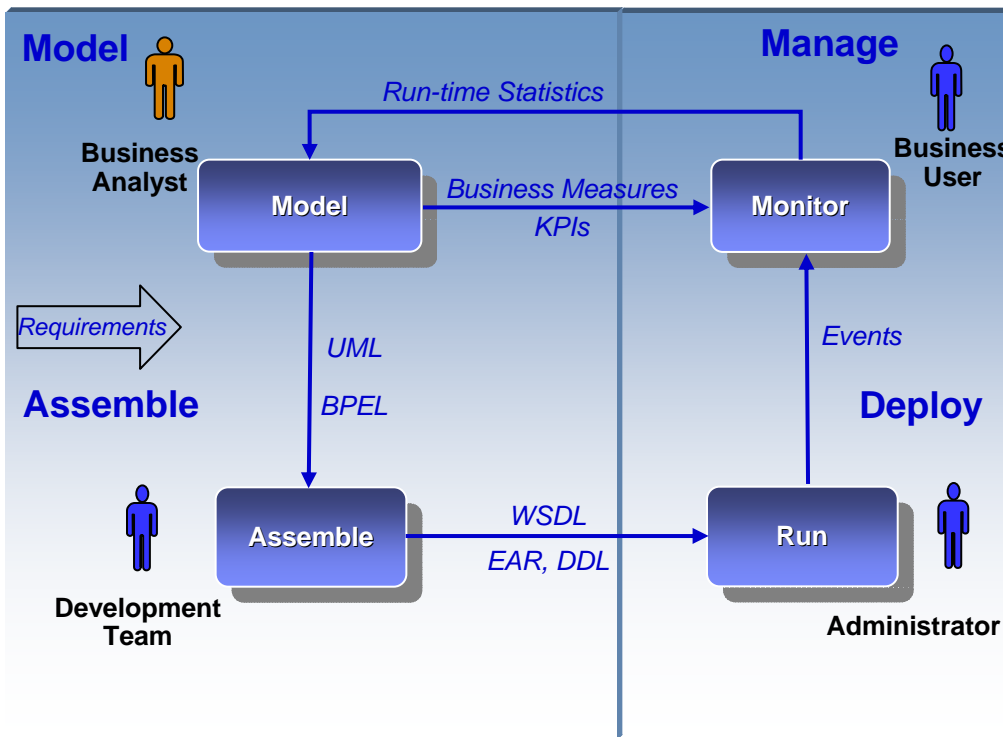 Model
Manage
Run-time Statistics
Business
Analyst
Business
User
Model
Business Measures
KPIs
Monitor
Requirements
UML
BPEL
Events
Assemble
Deploy
Assemble
WSDL
EAR, DDL
Run
Development
Team
Administrator